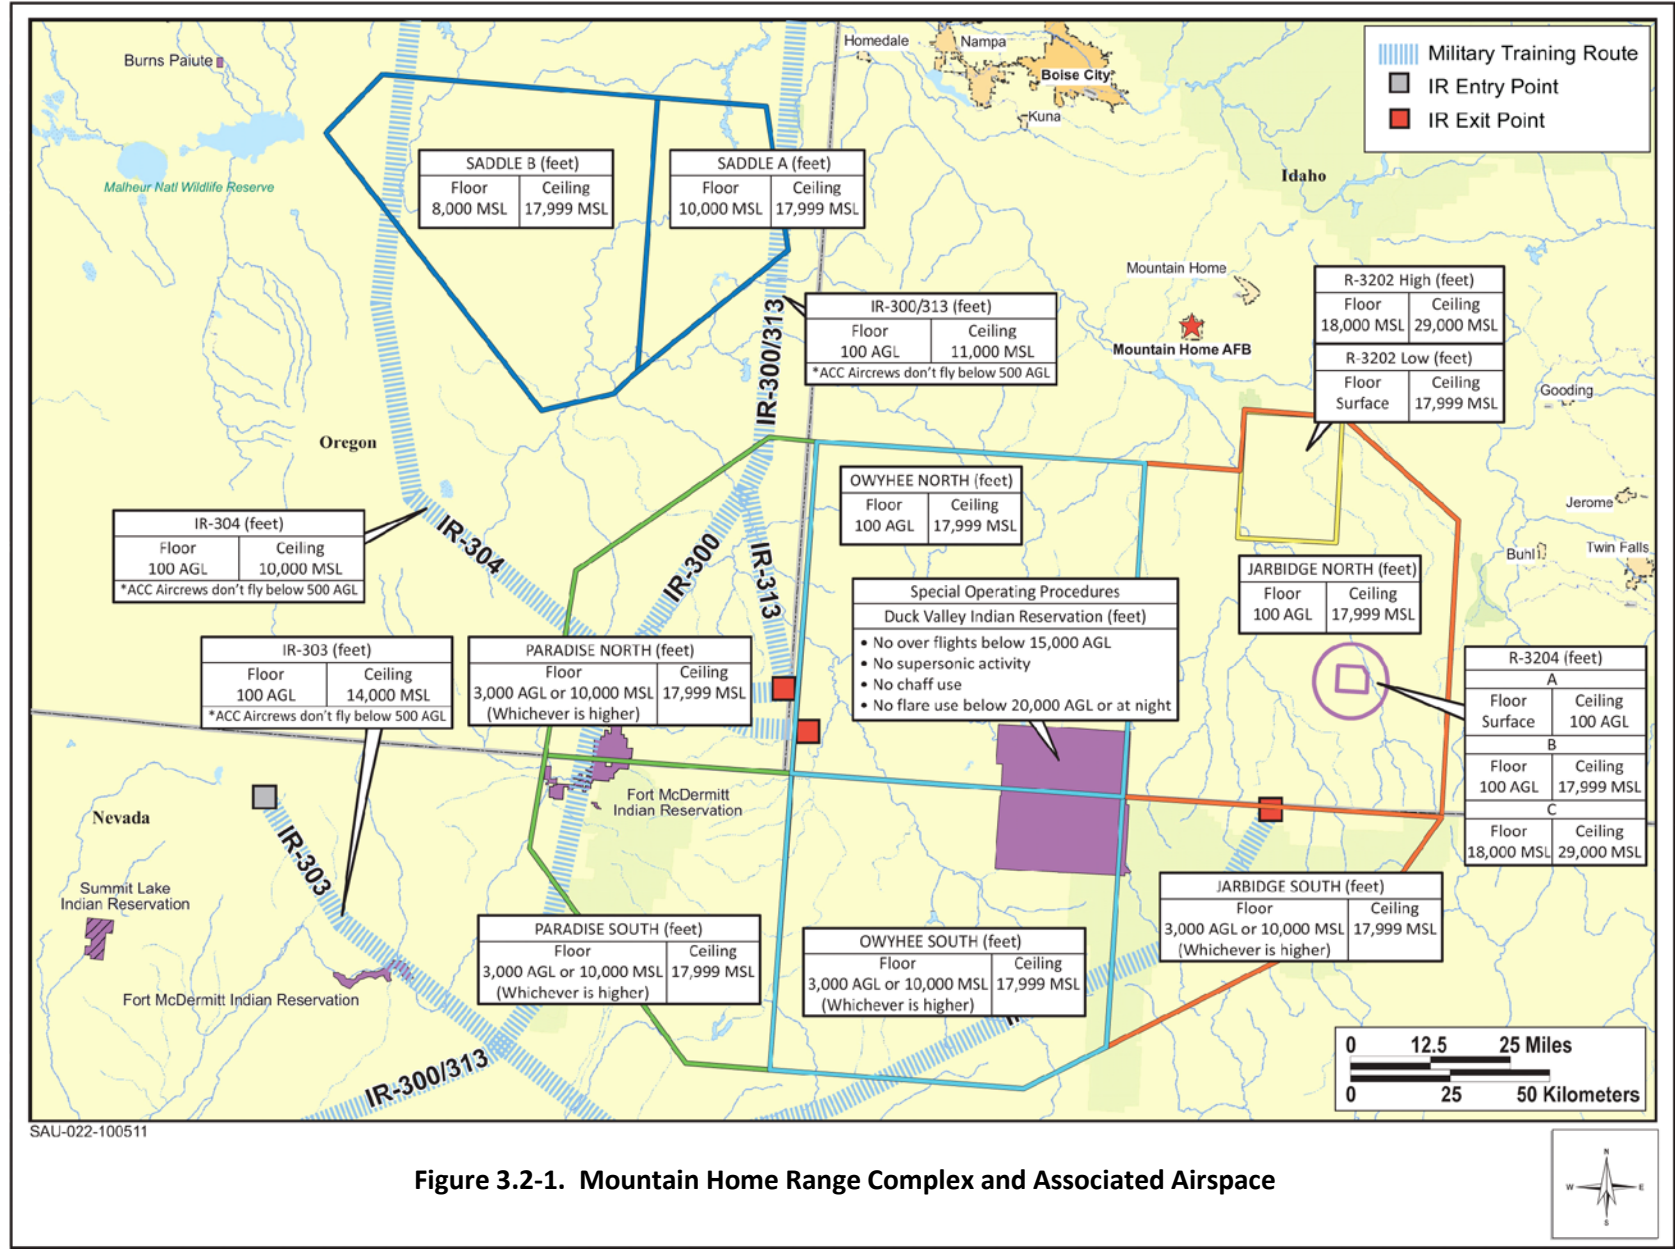 Military Training Route
IR Entry Point
IR Exit Point
Burns Paiute
Malheur Natl Wildlife Reserve
Homedale
Nampa
Boise City
Kuna
Idaho
SADDLE B (feet)
Floor
8,000 MSL
Ceiling
17,999 MSL
SADDLE A (feet)
Floor
10,000 MSL
Ceiling
17,999 MSL
Mountain Home
Mountain Home AFB
R-3202 High (feet)
Floor
18,000 MSL
Ceiling
29,000 MSL
R-3202 Low (feet)
Floor
Surface
Ceiling
17,999 MSL
IR-300/313 (feet)
Floor
100 AGL
Ceiling
11,000 MSL
*ACC Aircrews don't fly below 500 AGL
IR-300/313
Gooding
Jerome
Buhl
Twin Falls
Oregon
IR-304 (feet)
Floor
100 AGL
Ceiling
10,000 MSL
*ACC Aircrews don't fly below 500 AGL
IR-304
IR-300
IR-313
OWYHEE NORTH (feet)
Floor
100 AGL
Ceiling
17,999 MSL
JARBIDGE NORTH (feet)
Floor
100 AGL
Ceiling
17,999 MSL
Special Operating Procedures
Duck Valley Indian Reservation (feet)
• No over flights below 15,000 AGL
• No supersonic activity
• No chaff use
• No flare use below 20,000 AGL or at night
IR-303 (feet)
Floor
100 AGL
Ceiling
14,000 MSL
*ACC Aircrews don't fly below 500 AGL
PARADISE NORTH (feet)
Floor
3,000 AGL or 10,000 MSL
(Whichever is higher)
Ceiling
17,999 MSL
R-3204 (feet)
A
Floor
Surface
Ceiling
100 AGL
B
Floor
100 AGL
Ceiling
17,999 MSL
C
Floor
18,000 MSL
Ceiling
29,000 MSL
Nevada
IR-303
Fort McDermitt
Indian Reservation
Summit Lake
Indian Reservation
Fort McDermitt Indian Reservation
PARADISE SOUTH (feet)
Floor
3,000 AGL or 10,000 MSL
(Whichever is higher)
Ceiling
17,999 MSL
OWYHEE SOUTH (feet)
Floor
3,000 AGL or 10,000 MSL
(Whichever is higher)
Ceiling
17,999 MSL
JARBIDGE SOUTH (feet)
Floor
3,000 AGL or 10,000 MSL
(Whichever is higher)
Ceiling
17,999 MSL
IR-300/313
0 12.5 25 Miles
0 25 50 Kilometers
SAU-022-100511
Figure 3.2-1. Mountain Home Range Complex and Associated Airspace
N
W
E
S